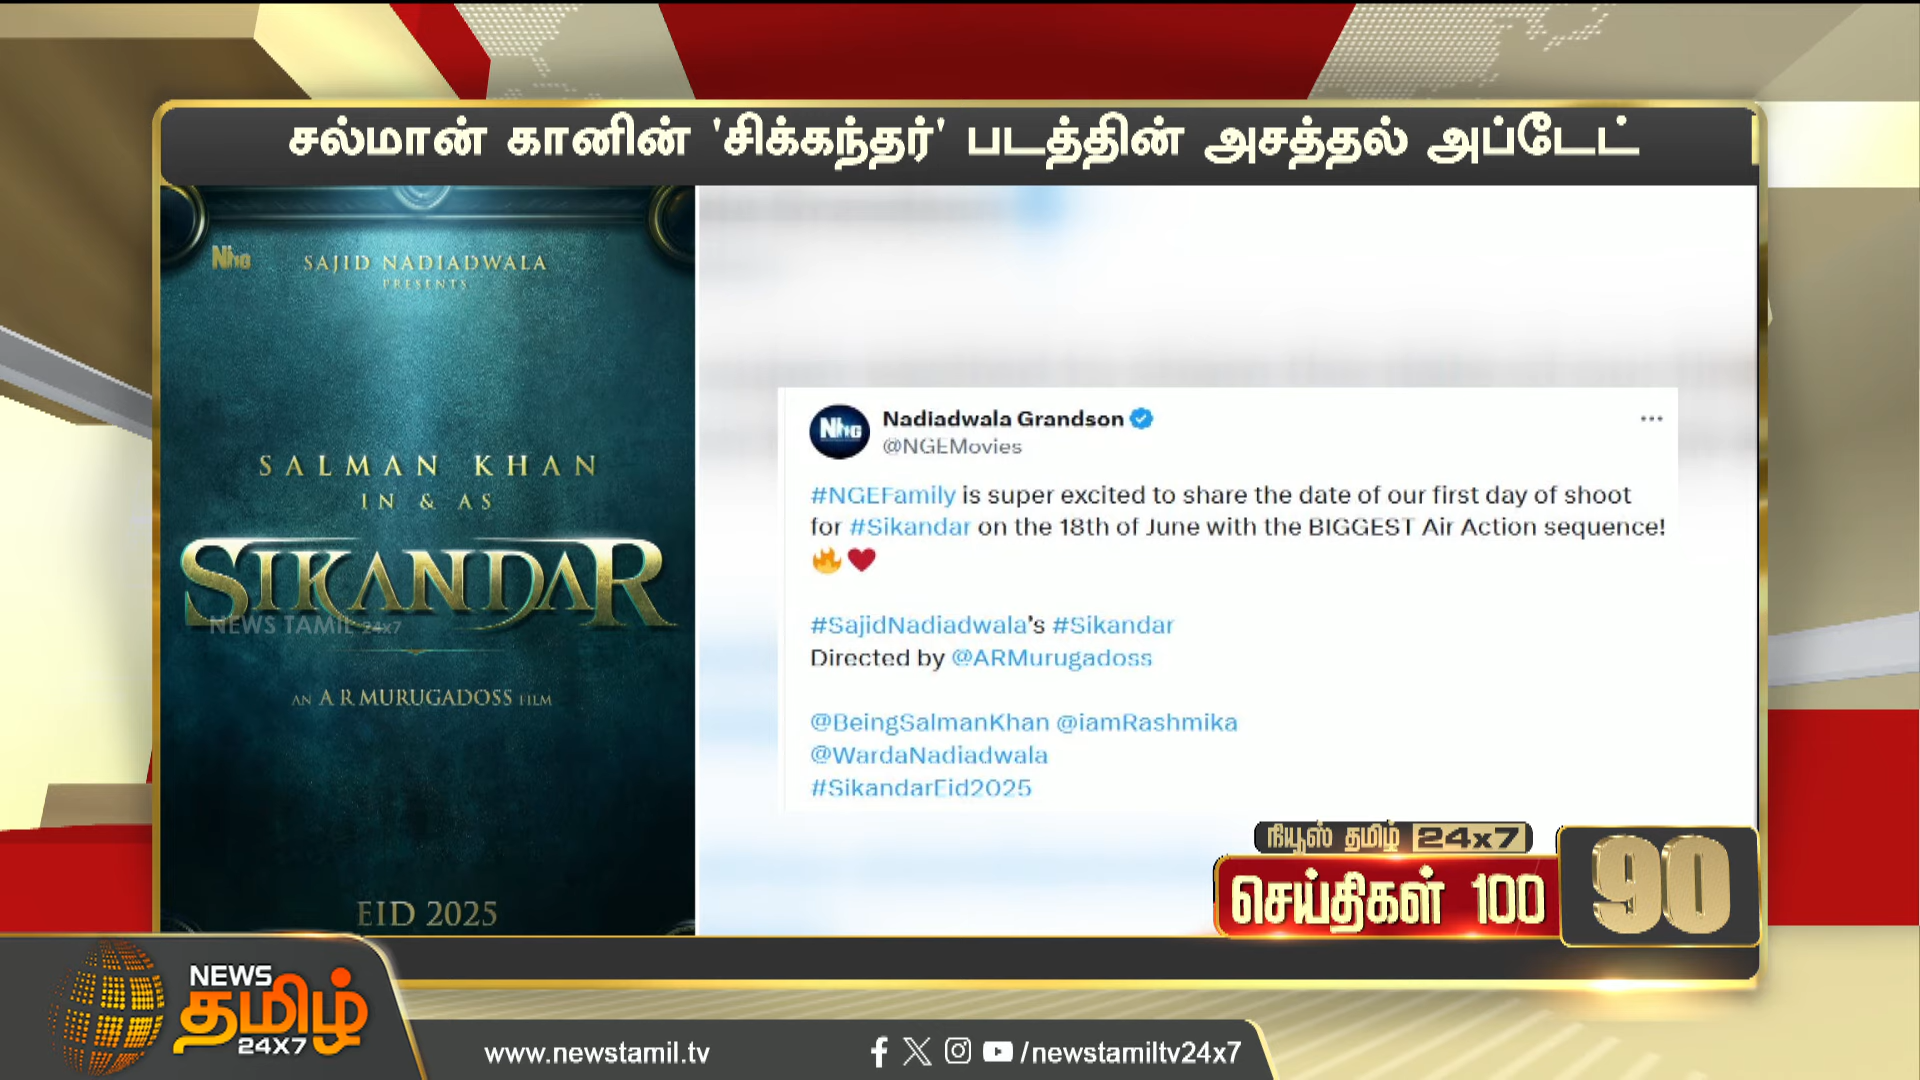 சல்மான் கானின் 'சிக்கந்தர்' படத்தின் அசத்தல் அப்டேட்
NHG
SAJID NADIADWALA
PRESENTS
SALMAN KHAN
IN & AS
SIKANDAR
NEWS TAMIL 24x7
AN A R MURUGADOSS FILM
EID 2025
Nadiadwala Grandson
@NGEMovies
#NGEFamily is super excited to share the date of our first day of shoot
for #Sikandar on the 18th of June with the BIGGEST Air Action sequence!
🔥❤️
#SajidNadiadwala’s #Sikandar
Directed by @ARMurugadoss
@BeingSalmanKhan @iamRashmika
@WardaNadiadwala
#SikandarEid2025
நியூஸ் தமிழ் 24x7
செய்திகள் 100
90
NEWS
தமிழ்
24X7
www.newstamil.tv
/newstamiltv24x7